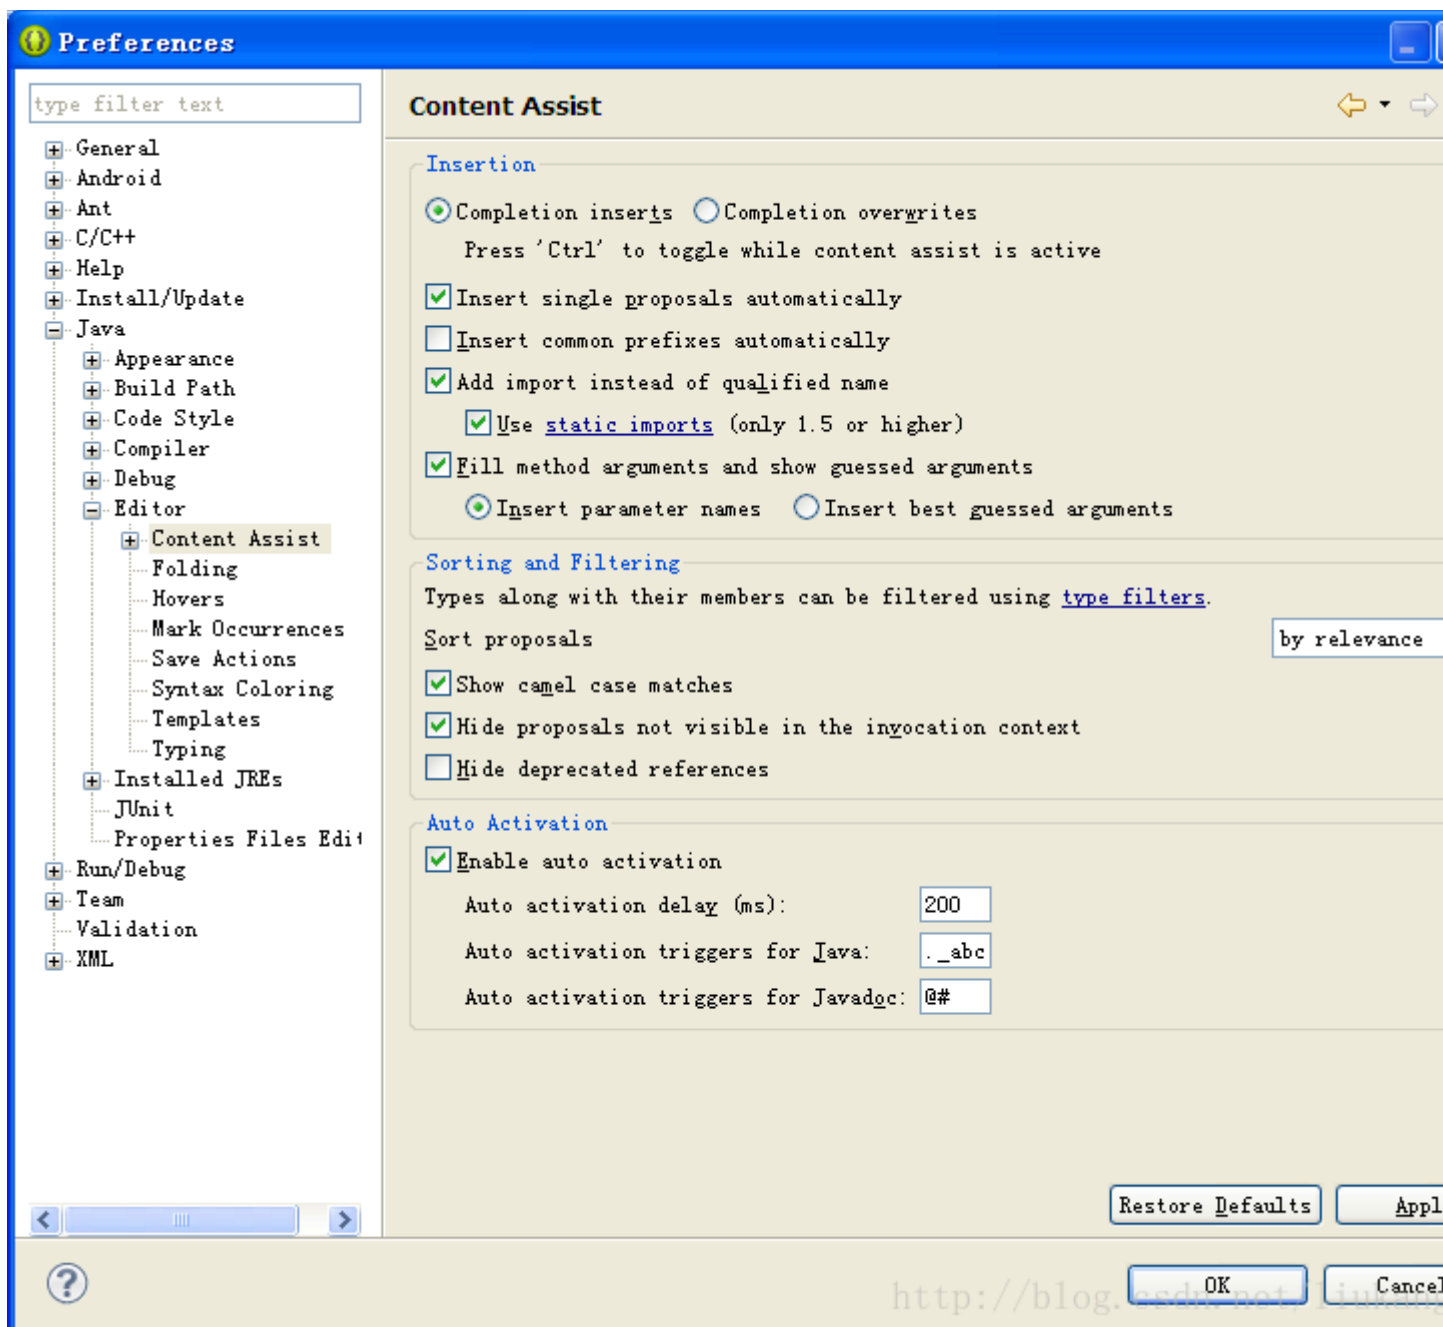 Preferences
type filter text
Content Assist
General
Android
Ant
C/C++
Help
Install/Update
Java
Appearance
Build Path
Code Style
Compiler
Debug
Editor
Content Assist
Folding
Hovers
Mark Occurrences
Save Actions
Syntax Coloring
Templates
Typing
Installed JREs
JUnit
Properties Files Edit
Run/Debug
Team
Validation
XML
Insertion
Completion inserts Completion overwrites
Press 'Ctrl' to toggle while content assist is active
Insert single proposals automatically
Insert common prefixes automatically
Add import instead of qualified name
Use static imports (only 1.5 or higher)
Fill method arguments and show guessed arguments
Insert parameter names Insert best guessed arguments
Sorting and Filtering
Types along with their members can be filtered using type filters.
Sort proposals by relevance
Show camel case matches
Hide proposals not visible in the invocation context
Hide deprecated references
Auto Activation
Enable auto activation
Auto activation delay (ms): 200
Auto activation triggers for Java: ._abc
Auto activation triggers for Javadoc: @#
Restore Defaults Appl
OK Cancel
http://blog.csdn.net/liukang